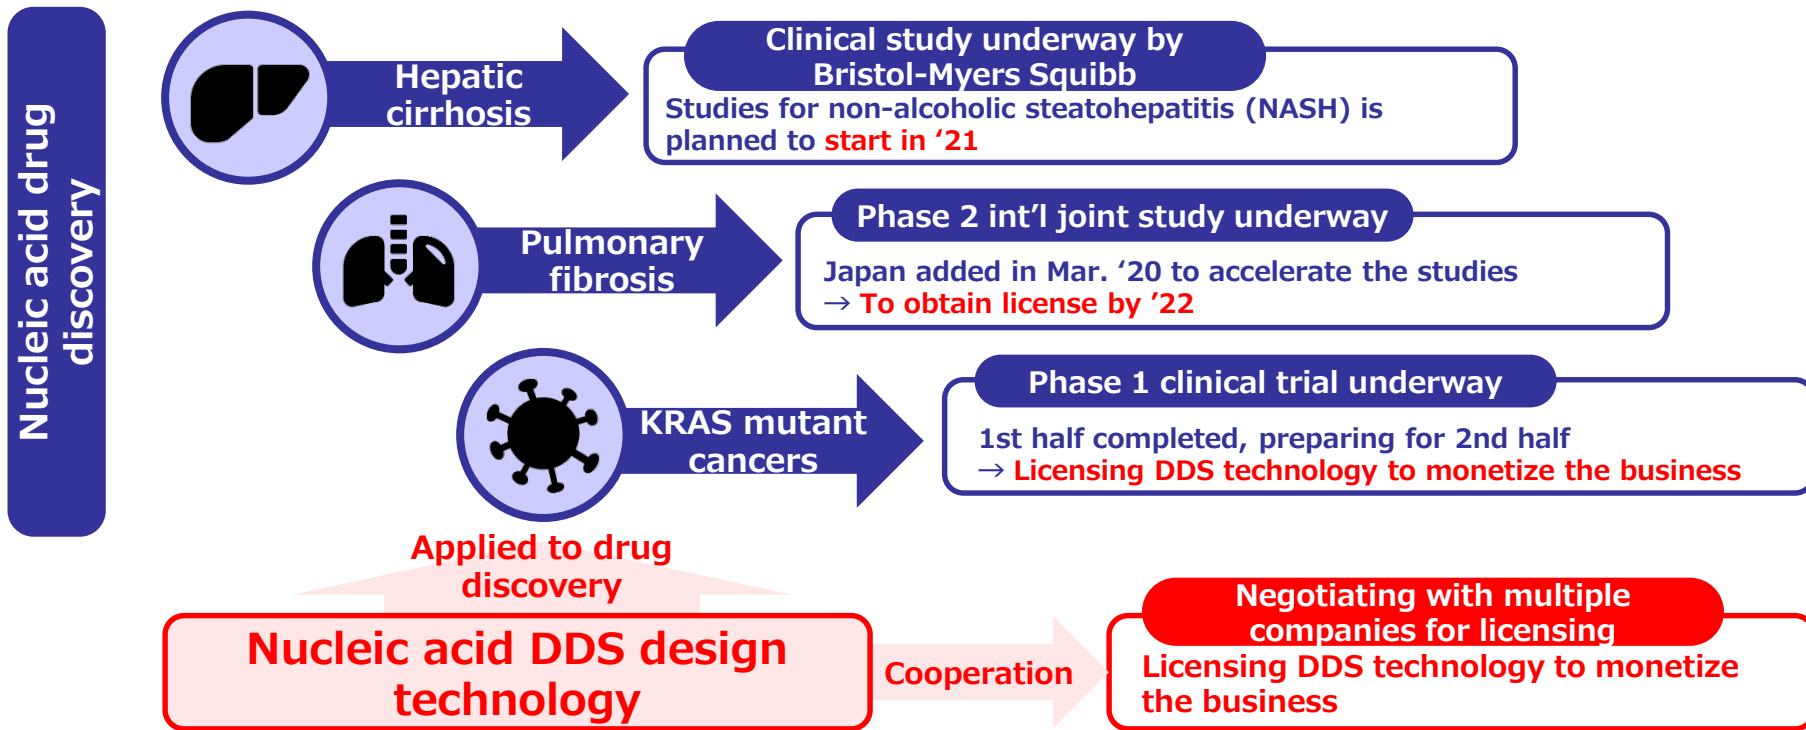 Nucleic acid drug
discovery
Hepatic
cirrhosis
Clinical study underway by
Bristol-Myers Squibb
Studies for non-alcoholic steatohepatitis (NASH) is
planned to start in ‘21
Pulmonary
fibrosis
Phase 2 int’l joint study underway
Japan added in Mar. ‘20 to accelerate the studies
→ To obtain license by ’22
KRAS mutant
cancers
Phase 1 clinical trial underway
1st half completed, preparing for 2nd half
→ Licensing DDS technology to monetize the business
Applied to drug
discovery
Nucleic acid DDS design
technology
Cooperation
Negotiating with multiple
companies for licensing
Licensing DDS technology to monetize
the business